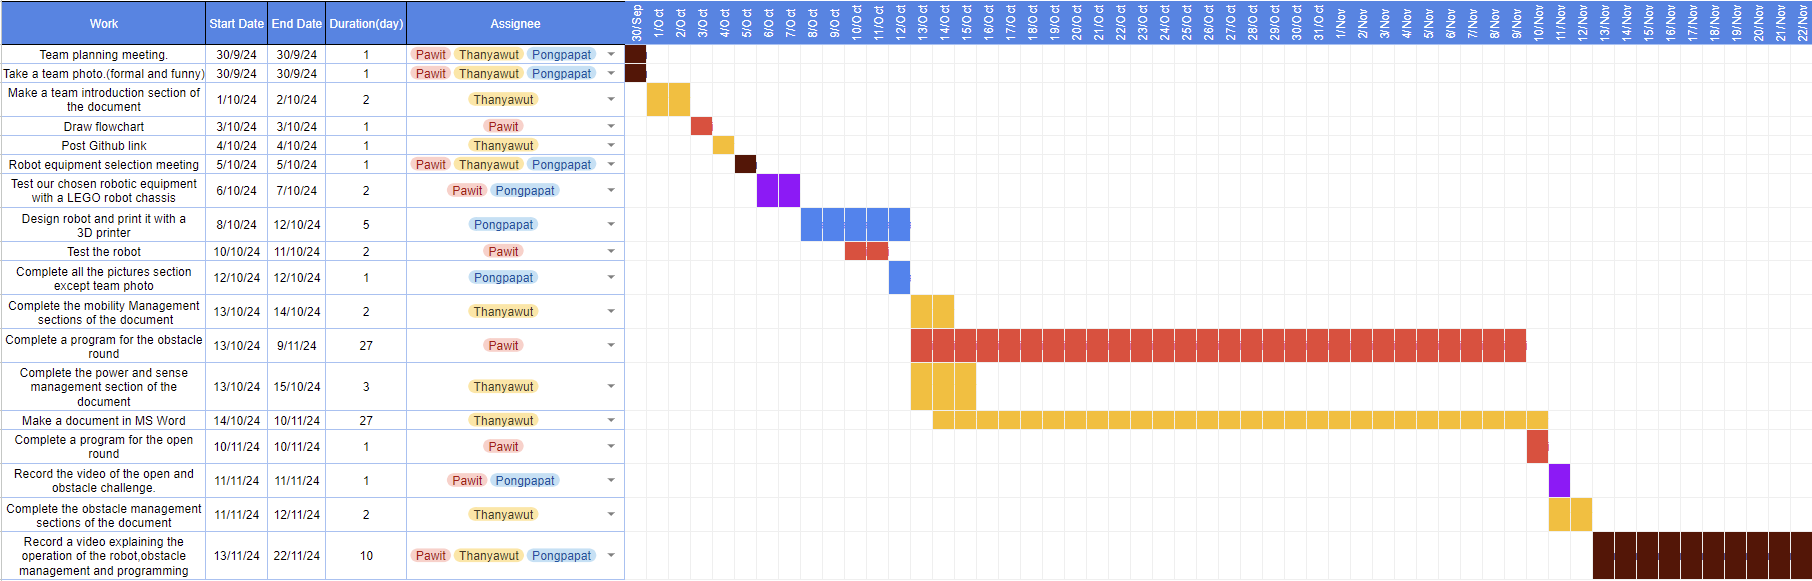 Work Start Date End Date Duration(day) Assignee 30/Sep 1/Oct 2/Oct 3/Oct 4/Oct 5/Oct 6/Oct 7/Oct 8/Oct 9/Oct 10/Oct 11/Oct 12/Oct 13/Oct 14/Oct 15/Oct 16/Oct 17/Oct 18/Oct 19/Oct 20/Oct 21/Oct 22/Oct 23/Oct 24/Oct 25/Oct 26/Oct 27/Oct 28/Oct 29/Oct 30/Oct 31/Oct 1/Nov 2/Nov 3/Nov 4/Nov 5/Nov 6/Nov 7/Nov 8/Nov 9/Nov 10/Nov 11/Nov 12/Nov 13/Nov 14/Nov 15/Nov 16/Nov 17/Nov 18/Nov 19/Nov 20/Nov 21/Nov 22/Nov
Team planning meeting. 30/9/24 30/9/24 1 Pawit Thanyawut Pongpapat
Take a team photo.(formal and funny) 30/9/24 30/9/24 1 Pawit Thanyawut Pongpapat
Make a team introduction section of
the document 1/10/24 2/10/24 2 Thanyawut
Draw flowchart 3/10/24 3/10/24 1 Pawit
Post Github link 4/10/24 4/10/24 1 Thanyawut
Robot equipment selection meeting 5/10/24 5/10/24 1 Pawit Thanyawut Pongpapat
Test our chosen robotic equipment
with a LEGO robot chassis 6/10/24 7/10/24 2 Pawit Pongpapat
Design robot and print it with a
3D printer 8/10/24 12/10/24 5 Pongpapat
Test the robot 10/10/24 11/10/24 2 Pawit
Complete all the pictures section
except team photo 12/10/24 12/10/24 1 Pongpapat
Complete the mobility Management
sections of the document 13/10/24 14/10/24 2 Thanyawut
Complete a program for the obstacle
round 13/10/24 9/11/24 27 Pawit
Complete the power and sense
management section of the
document 13/10/24 15/10/24 3 Thanyawut
Make a document in MS Word 14/10/24 10/11/24 27 Thanyawut
Complete a program for the open
round 10/11/24 10/11/24 1 Pawit
Record the video of the open and
obstacle challenge. 11/11/24 11/11/24 1 Pawit Pongpapat
Complete the obstacle management
sections of the document 11/11/24 12/11/24 2 Thanyawut
Record a video explaining the
operation of the robot,obstacle
management and programming 13/11/24 22/11/24 10 Pawit Thanyawut Pongpapat